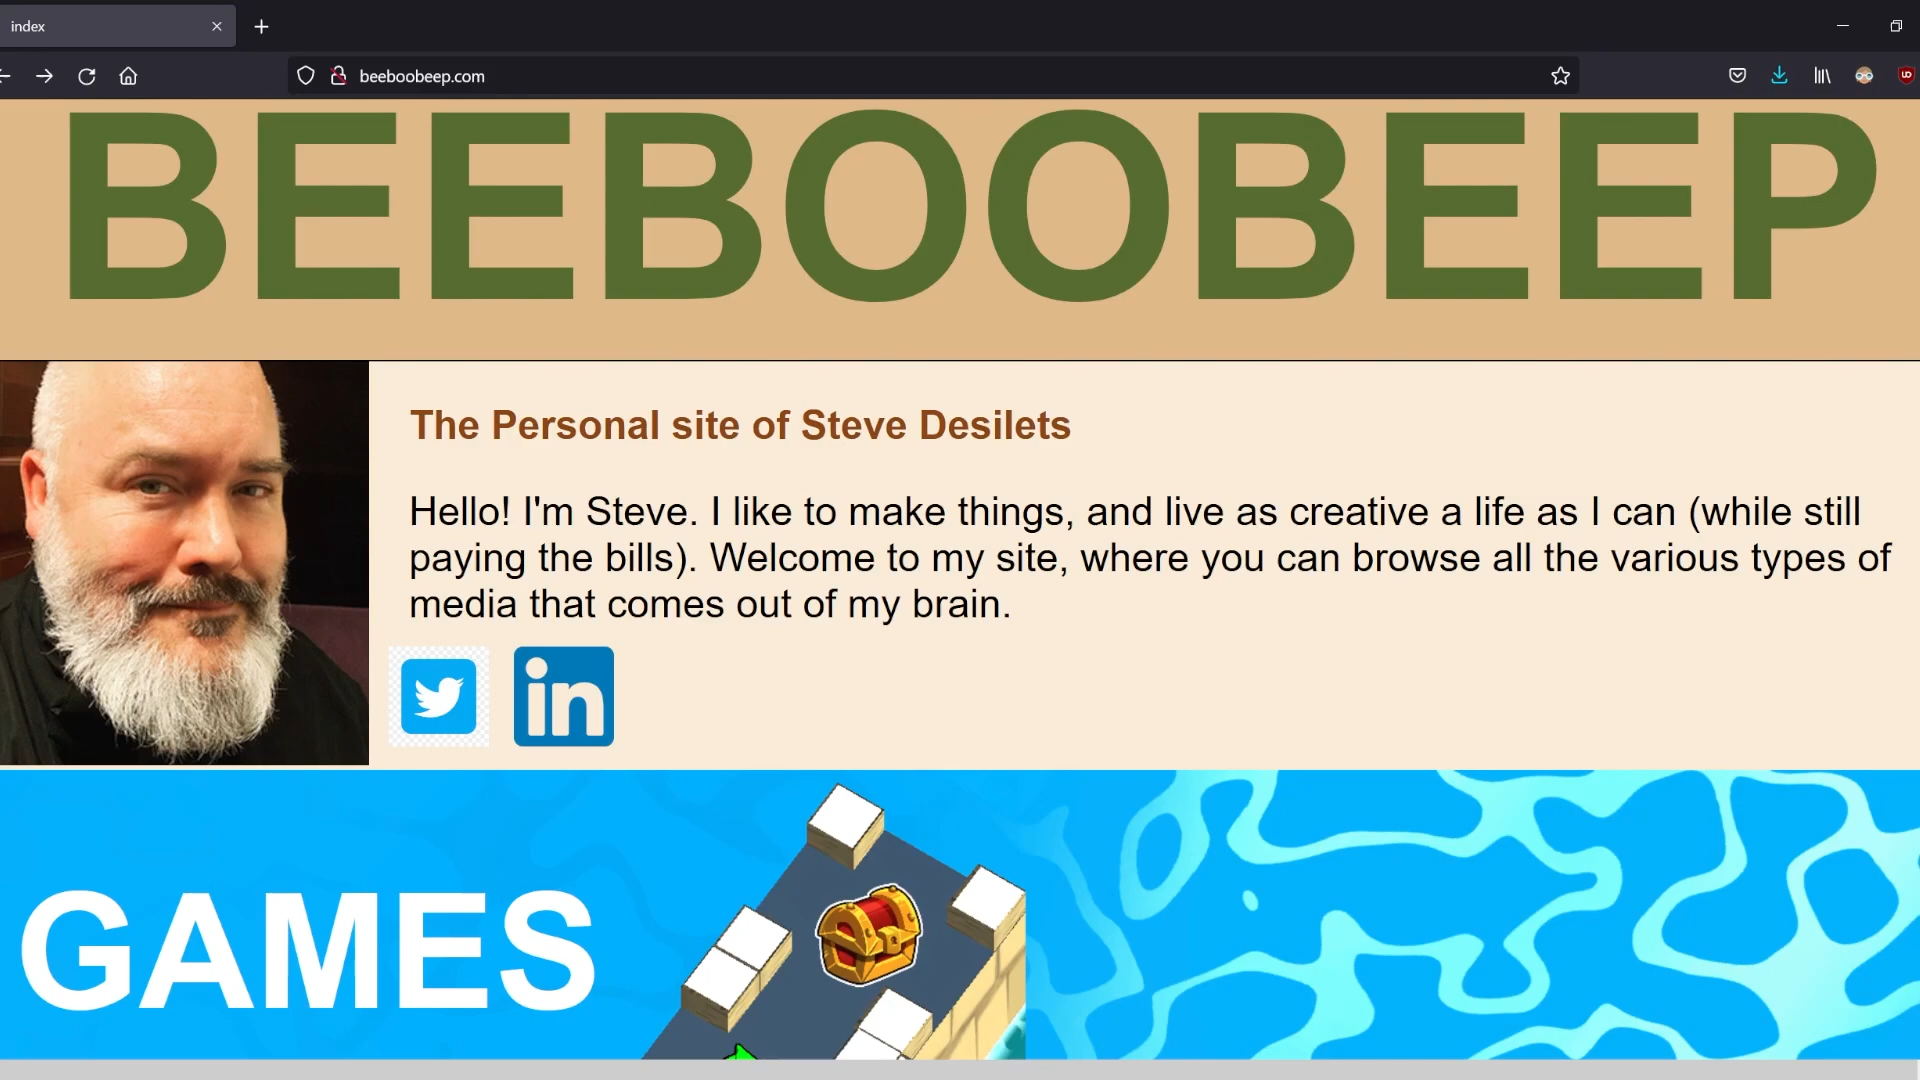 index
beeboobeep.com
BEEBOOBEEP
The Personal site of Steve Desilets
Hello! I'm Steve. I like to make things, and live as creative a life as I can (while still
paying the bills). Welcome to my site, where you can browse all the various types of
media that comes out of my brain.
in
GAMES